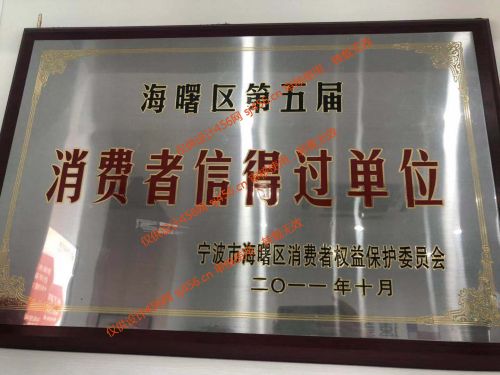 海曙区第五届
消费者信得过单位
宁波市海曙区消费者权益保护委员会
二〇一一年十月